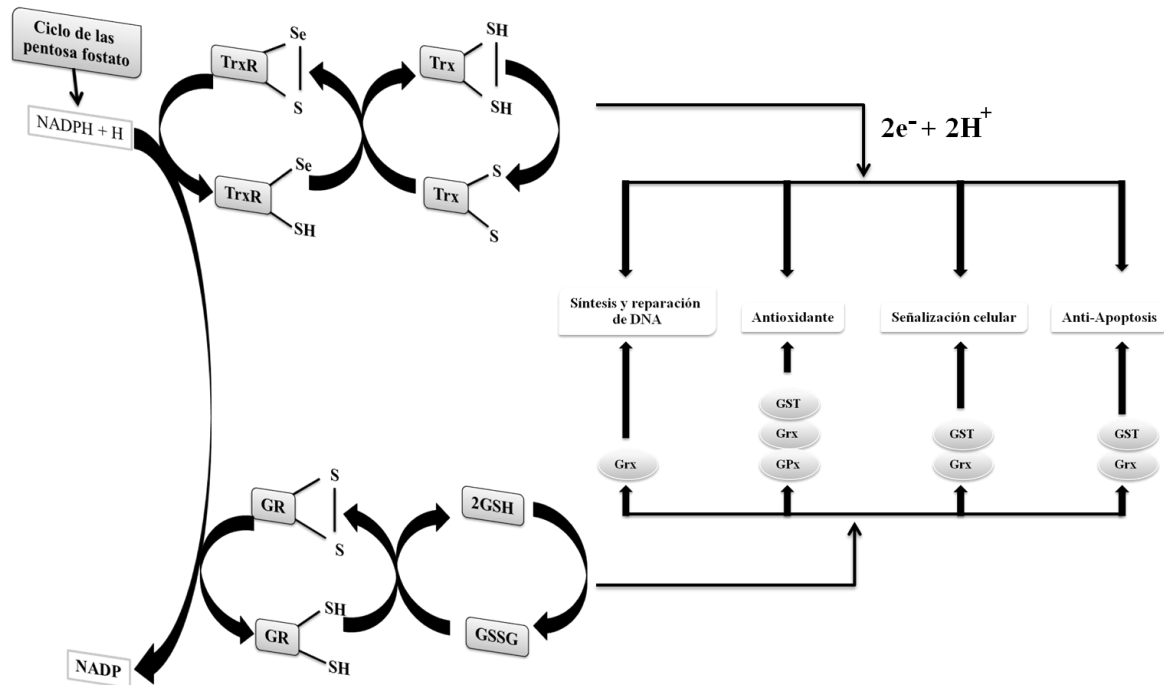 Ciclo de las
pentosa fostato
NADPH + H
TrxR
Se
S
Trx
SH
SH
TrxR
Se
SH
Trx
S
S
2e- + 2H+
Síntesis y reparación
de DNA
Antioxidante
Señalización celular
Anti-Apoptosis
GST
Grx
GPx
Grx
GST
Grx
GST
Grx
GR
S
S
2GSH
GR
SH
SH
GSSG
NADP